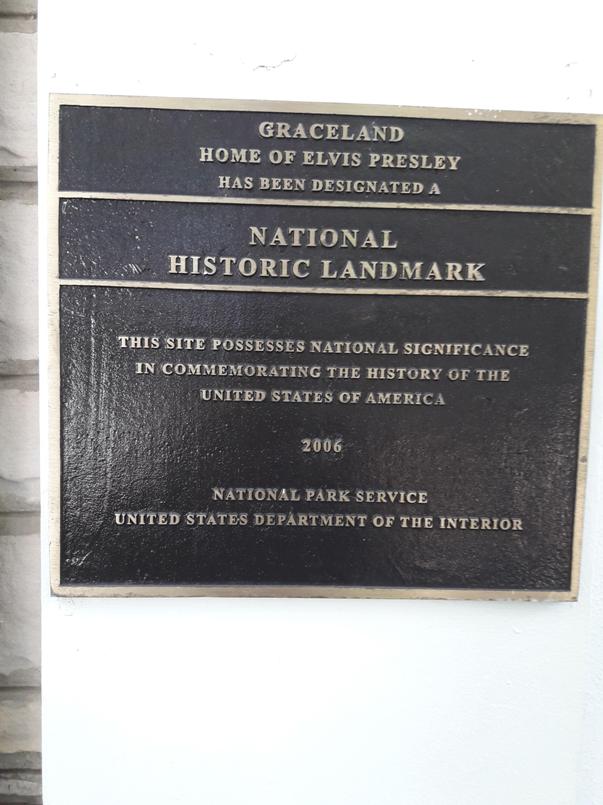 GRACELAND
HOME OF ELVIS PRESLEY
HAS BEEN DESIGNATED A
NATIONAL
HISTORIC LANDMARK
THIS SITE POSSESSES NATIONAL SIGNIFICANCE
IN COMMEMORATING THE HISTORY OF THE
UNITED STATES OF AMERICA
2006
NATIONAL PARK SERVICE
UNITED STATES DEPARTMENT OF THE INTERIOR